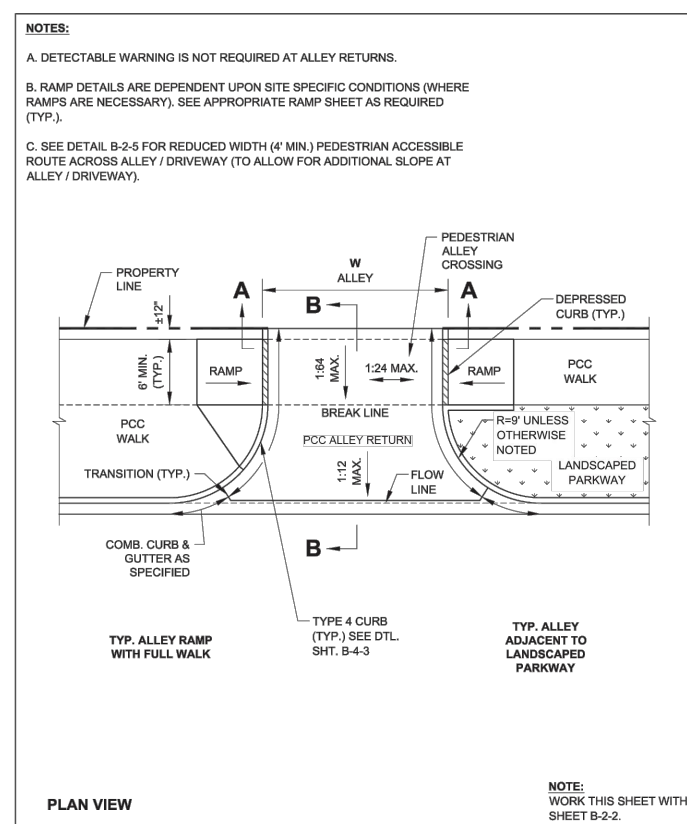 NOTES:
A. DETECTABLE WARNING IS NOT REQUIRED AT ALLEY RETURNS.
B. RAMP DETAILS ARE DEPENDENT UPON SITE SPECIFIC CONDITIONS (WHERE
RAMPS ARE NECESSARY). SEE APPROPRIATE RAMP SHEET AS REQUIRED
(TYP.).
C. SEE DETAIL B-2-5 FOR REDUCED WIDTH (4' MIN.) PEDESTRIAN ACCESSIBLE
ROUTE ACROSS ALLEY / DRIVEWAY (TO ALLOW FOR ADDITIONAL SLOPE AT
ALLEY / DRIVEWAY).
PEDESTRIAN
ALLEY
CROSSING
W
ALLEY
PROPERTY
LINE
±12"
A
B
A
DEPRESSED
CURB (TYP.)
6' MIN.
(TYP.)
RAMP
1:64
MAX.
1:24 MAX.
RAMP
PCC
WALK
BREAK LINE
PCC
WALK
PCC ALLEY RETURN
R=9' UNLESS
OTHERWISE
NOTED
LANDSCAPED
PARKWAY
TRANSITION (TYP.)
1:12
MAX.
FLOW
LINE
COMB. CURB &
GUTTER AS
SPECIFIED
B
TYPE 4 CURB
(TYP.) SEE DTL.
SHT. B-4-3
TYP. ALLEY RAMP
WITH FULL WALK
TYP. ALLEY
ADJACENT TO
LANDSCAPED
PARKWAY
PLAN VIEW
NOTE:
WORK THIS SHEET WITH
SHEET B-2-2.